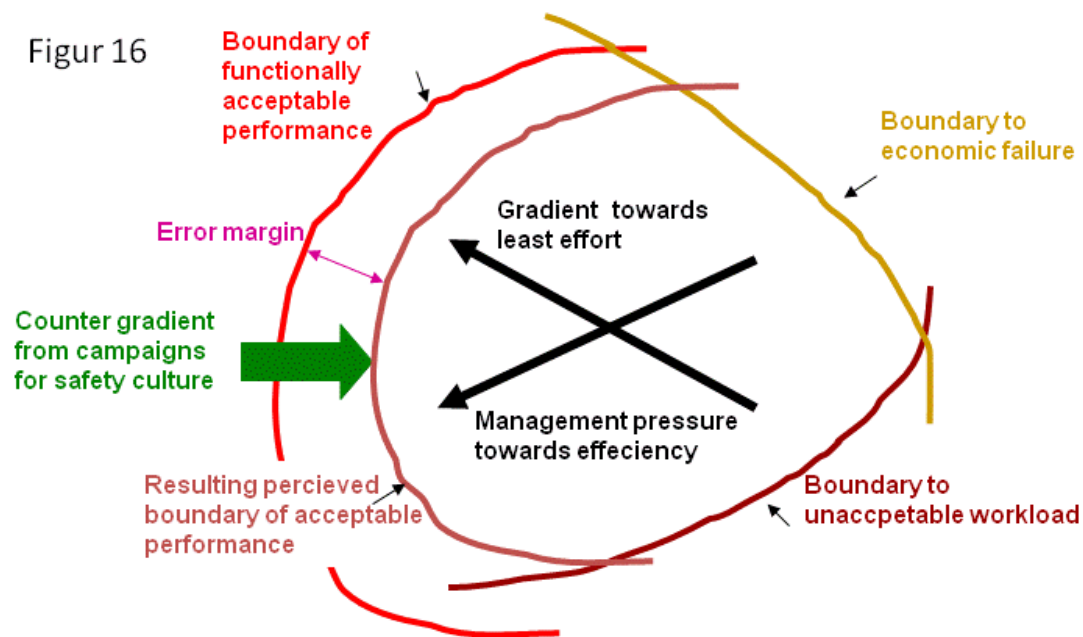 Figur 16
Boundary of
functionally
acceptable
performance
Boundary to
economic failure
Error margin
Gradient towards
least effort
Counter gradient
from campaigns
for safety culture
Management pressure
towards effeciency
Resulting percieved
boundary of acceptable
performance
Boundary to
unaccpetable workload